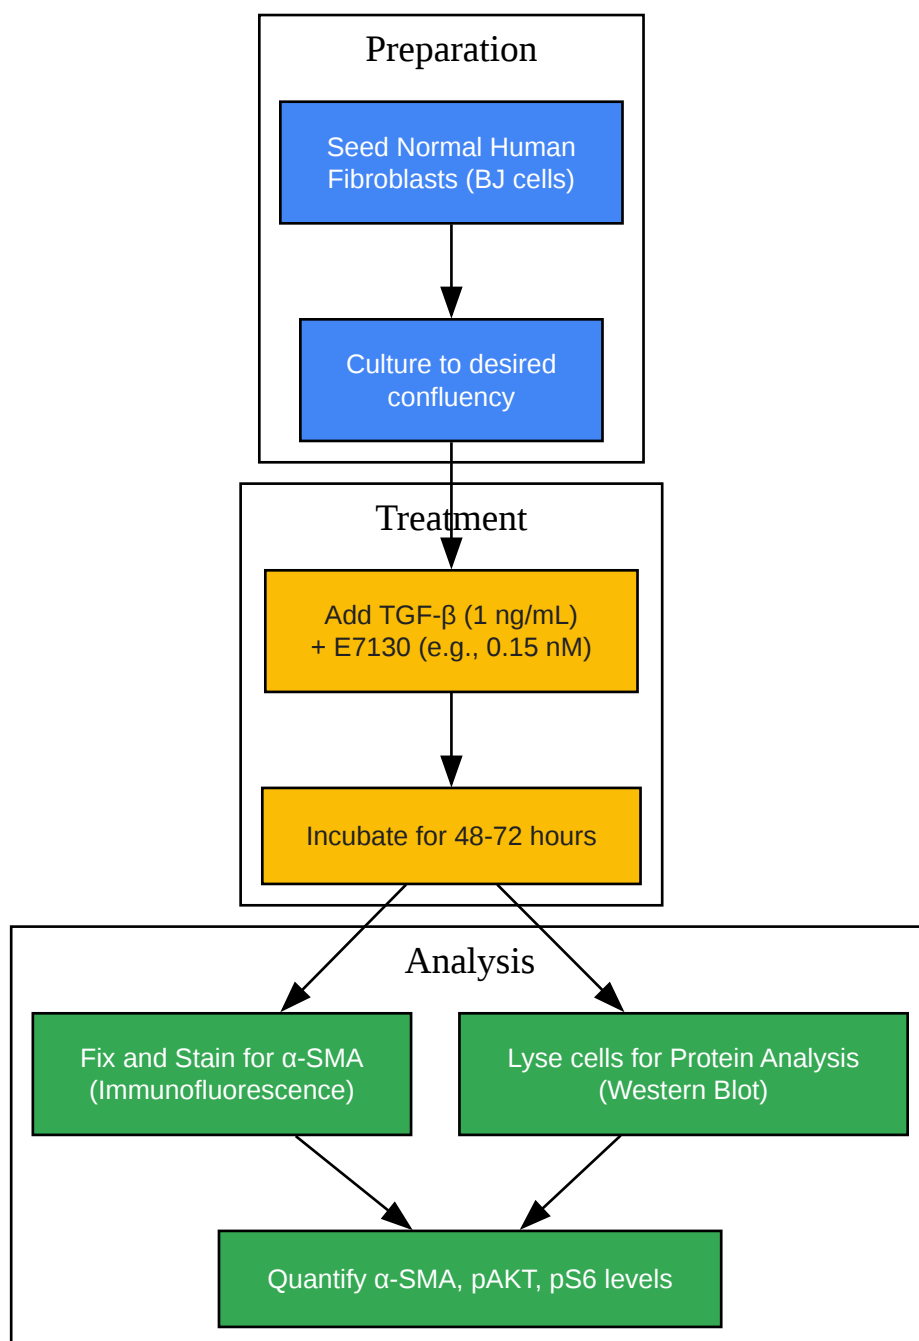 Preparation
Seed Normal Human
Fibroblasts (BJ cells)
Culture to desired
confluency
Treatment
Add TGF-β (1 ng/mL)
+ E7130 (e.g., 0.15 nM)
Incubate for 48-72 hours
Analysis
Fix and Stain for α-SMA
(Immunofluorescence)
Lyse cells for Protein Analysis
(Western Blot)
Quantify α-SMA, pAKT, pS6 levels